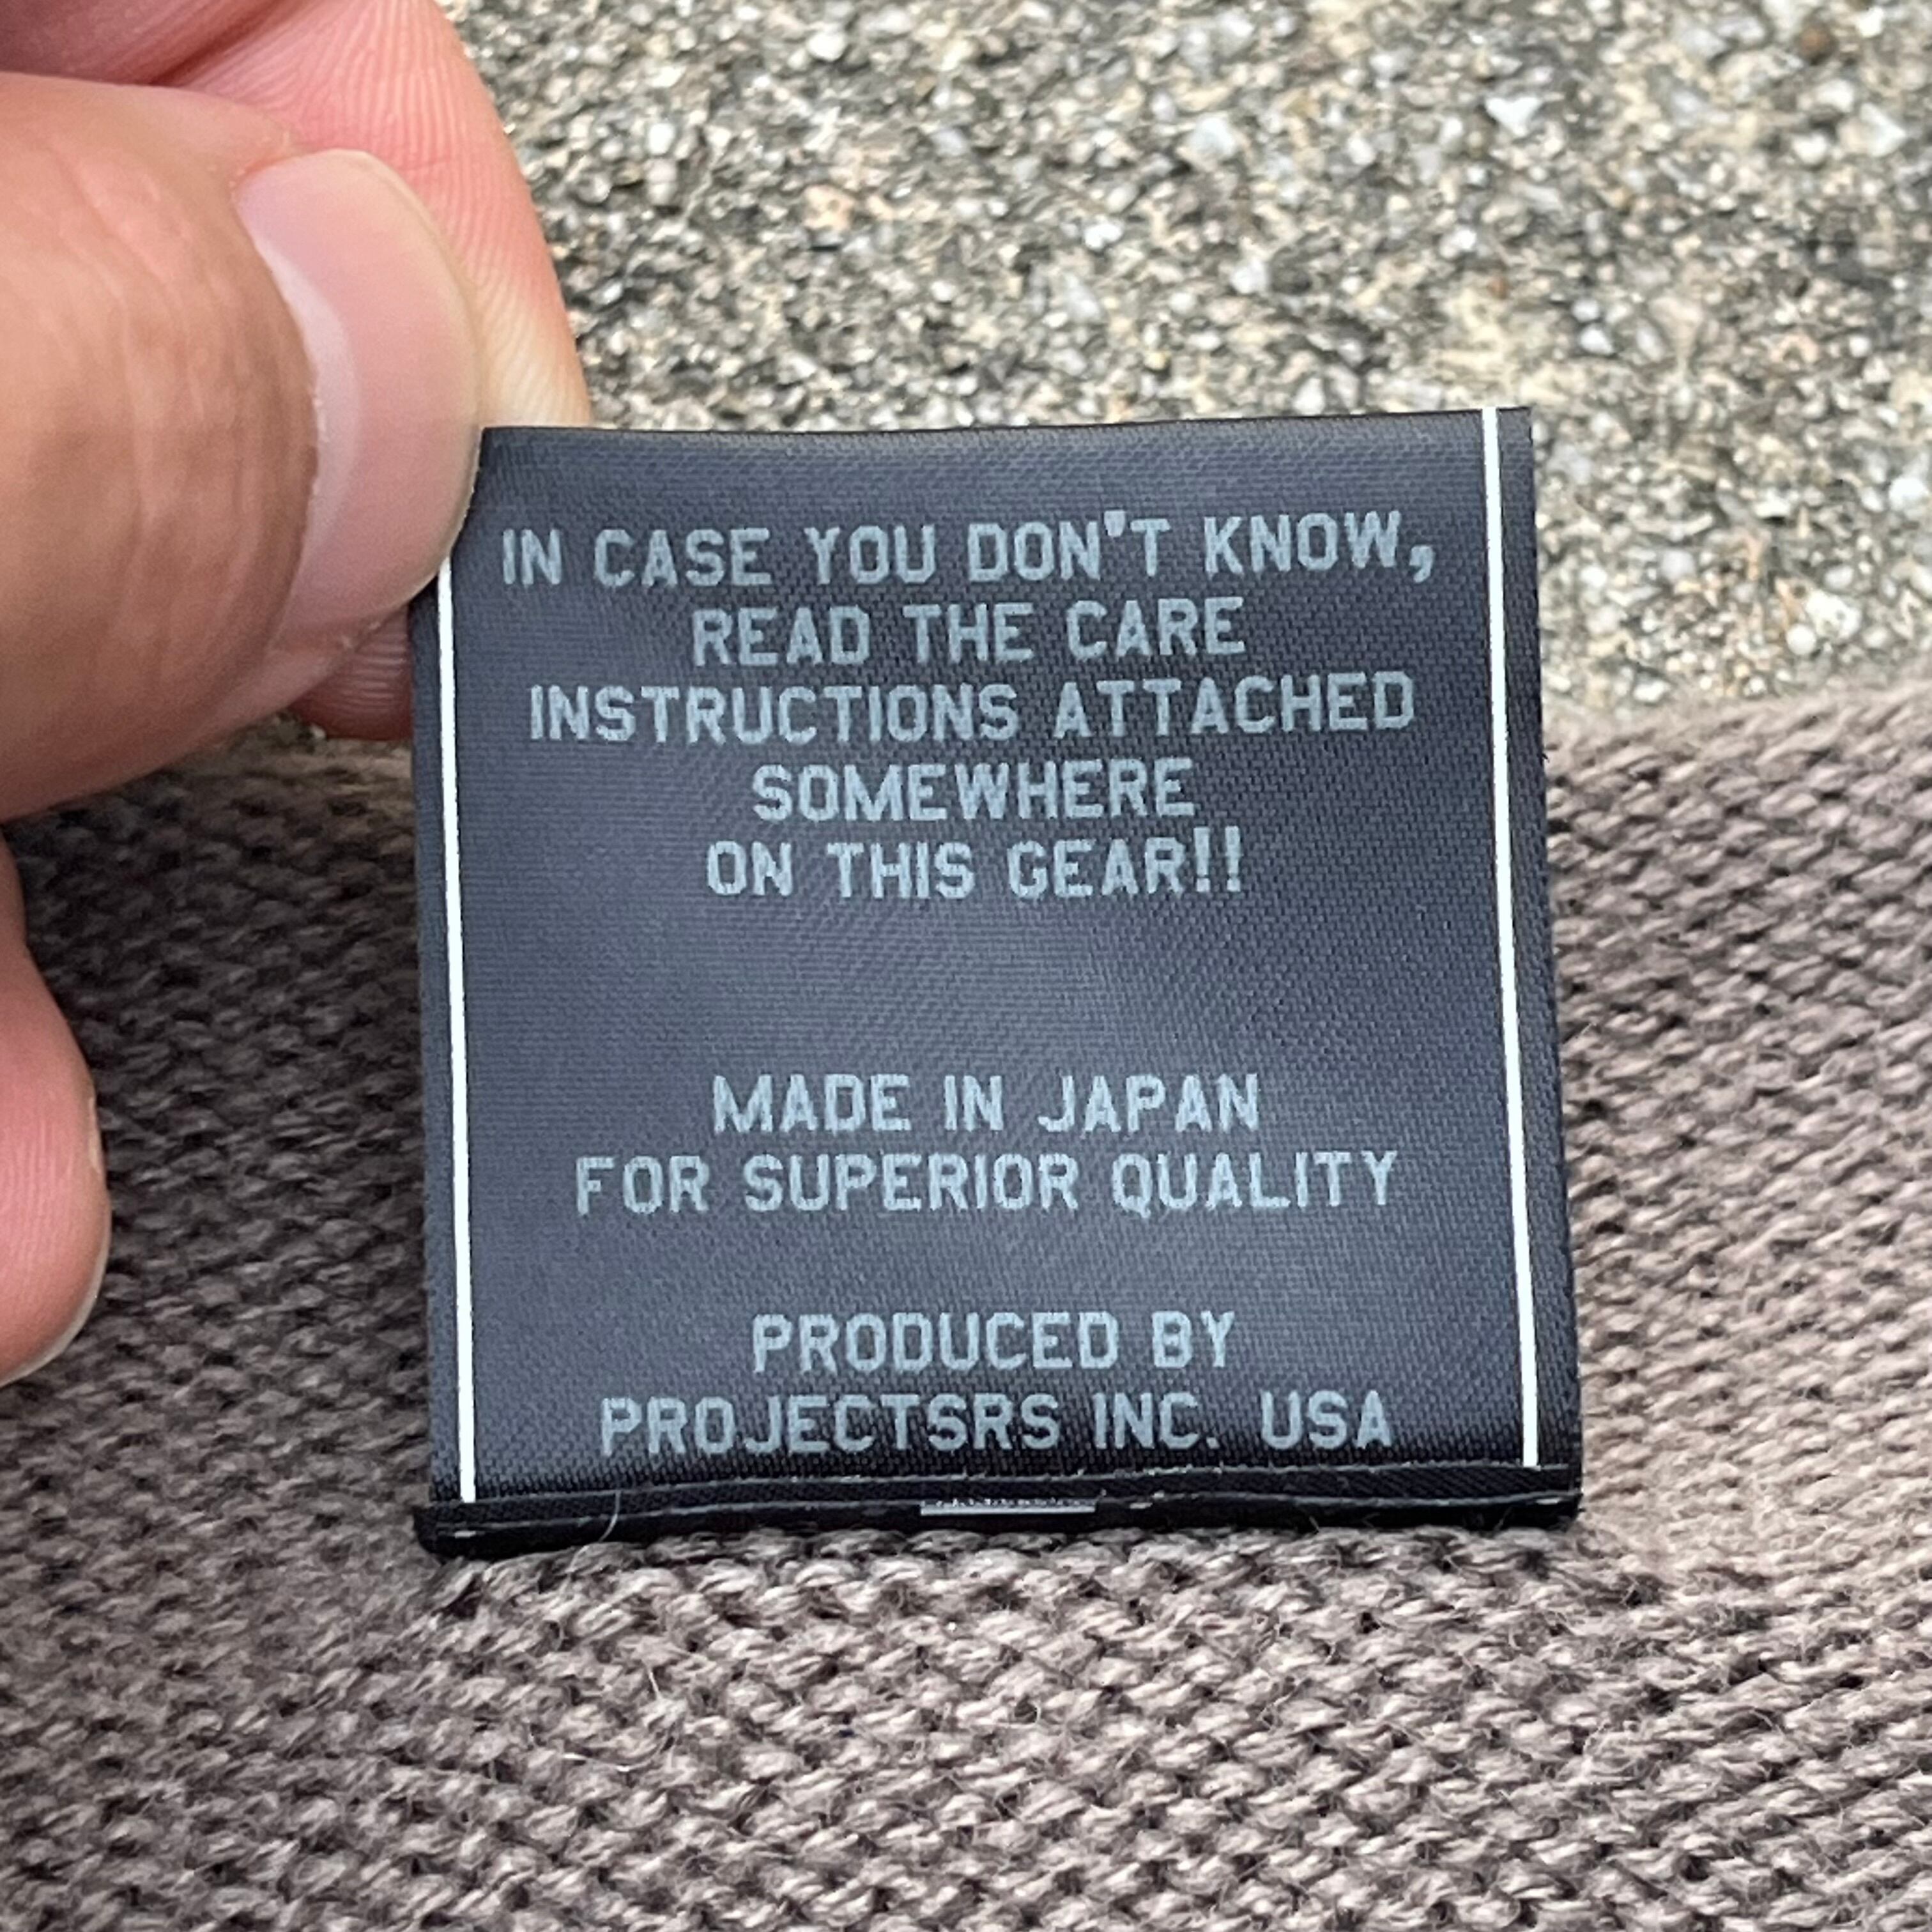 IN CASE YOU DON'T KNOW,
READ THE CARE
INSTRUCTIONS ATTACHED
SOMEWHERE
ON THIS GEAR!!
MADE IN JAPAN
FOR SUPERIOR QUALITY
PRODUCED BY
PROJECTSRS INC. USA